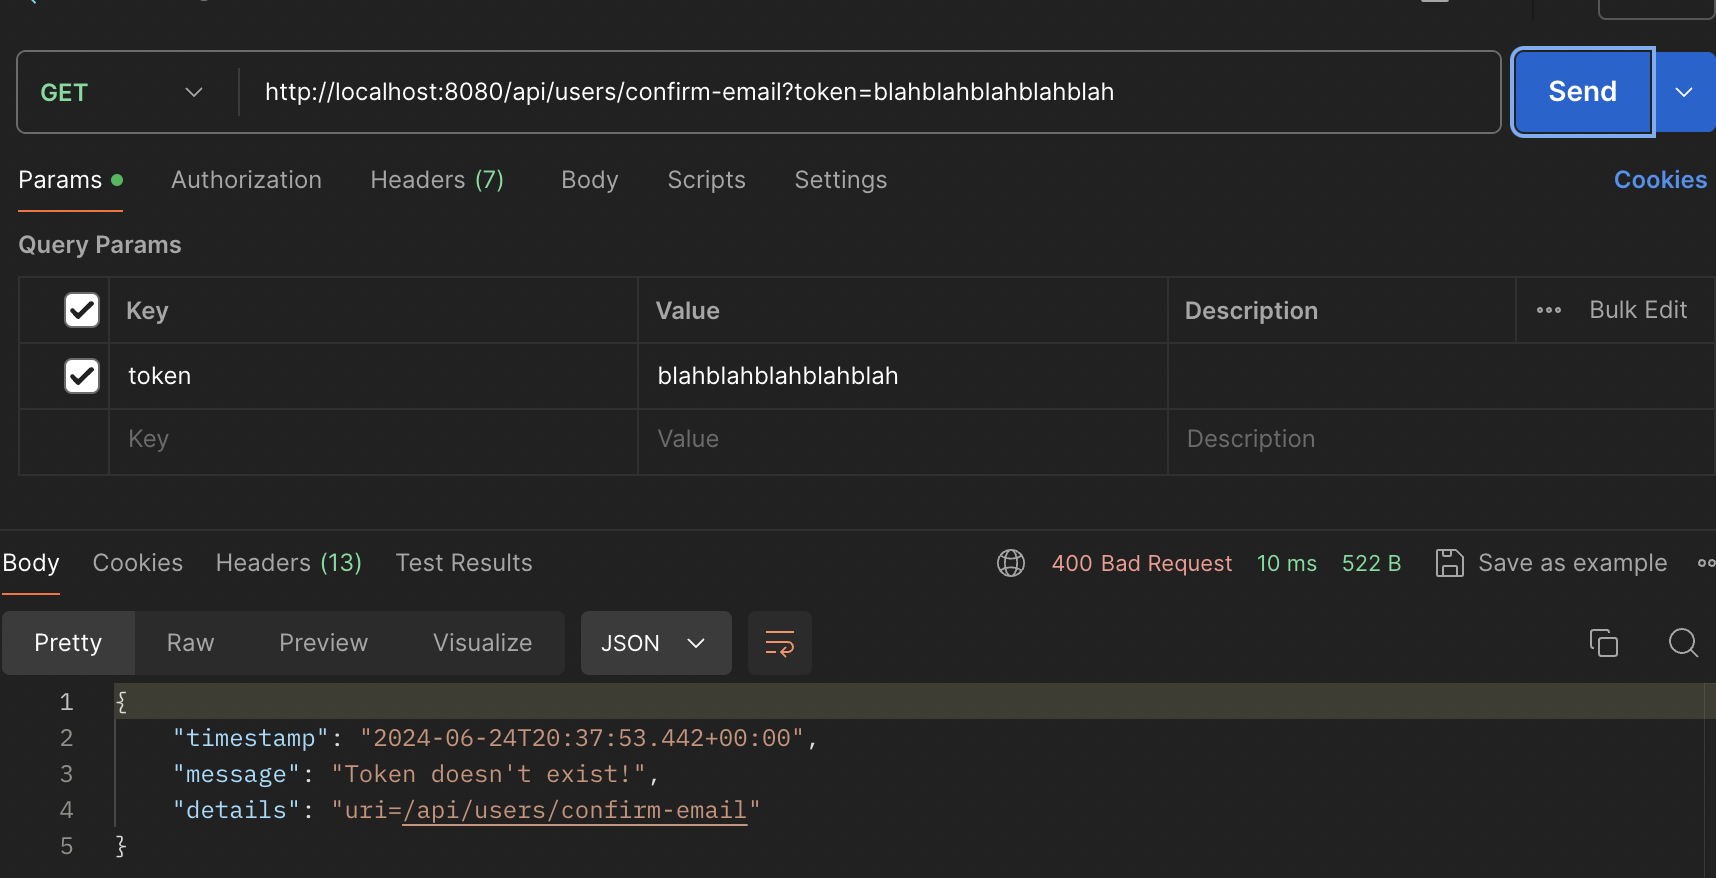 GET http://localhost:8080/api/users/confirm-email?token=blahblahblahblahblah Send
Params Authorization Headers (7) Body Scripts Settings Cookies
Query Params
Key Value Description Bulk Edit
token blahblahblahblahblah
Key Value Description
Body Cookies Headers (13) Test Results 400 Bad Request 10 ms 522 B Save as example
Pretty Raw Preview Visualize JSON
1 {
2 "timestamp": "2024-06-24T20:37:53.442+00:00",
3 "message": "Token doesn't exist!",
4 "details": "uri=/api/users/confirm-email"
5 }